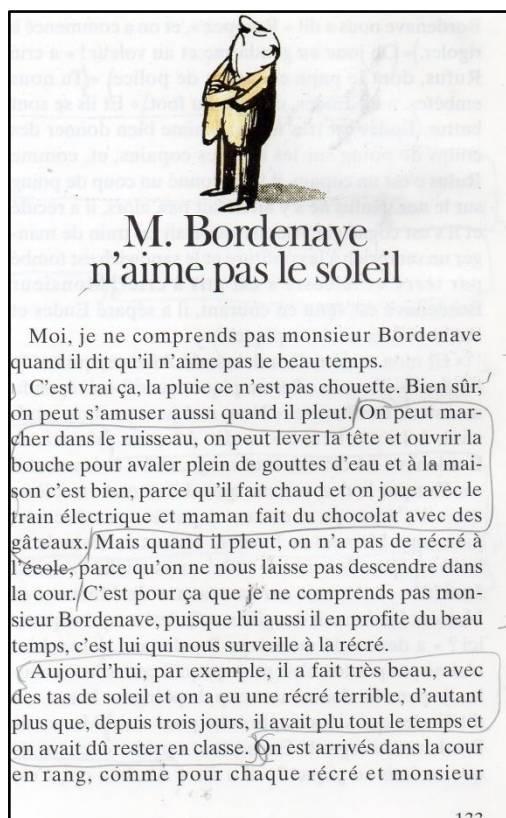 M. Bordenave
n'aime pas le soleil
Moi, je ne comprends pas monsieur Bordenave
quand il dit qu'il n'aime pas le beau temps.
C'est vrai ça, la pluie ce n'est pas chouette. Bien sûr,
on peut s'amuser aussi quand il pleut. On peut mar-
cher dans le ruisseau, on peut lever la tête et ouvrir la
bouche pour avaler plein de gouttes d'eau et à la mai-
son c'est bien, parce qu'il fait chaud et on joue avec le
train électrique et maman fait du chocolat avec des
gâteaux. Mais quand il pleut, on n'a pas de récré à
l'école, parce qu'on ne nous laisse pas descendre dans
la cour. C'est pour ça que je ne comprends pas mon-
sieur Bordenave, puisque lui aussi il en profite du beau
temps, c'est lui qui nous surveille à la récré.
Aujourd'hui, par exemple, il a fait très beau, avec
des tas de soleil et on a eu une récré terrible, d'autant
plus que, depuis trois jours, il avait plu tout le temps et
on avait dû rester en classe. On est arrivés dans la cour
en rang, comme pour chaque récré et monsieur